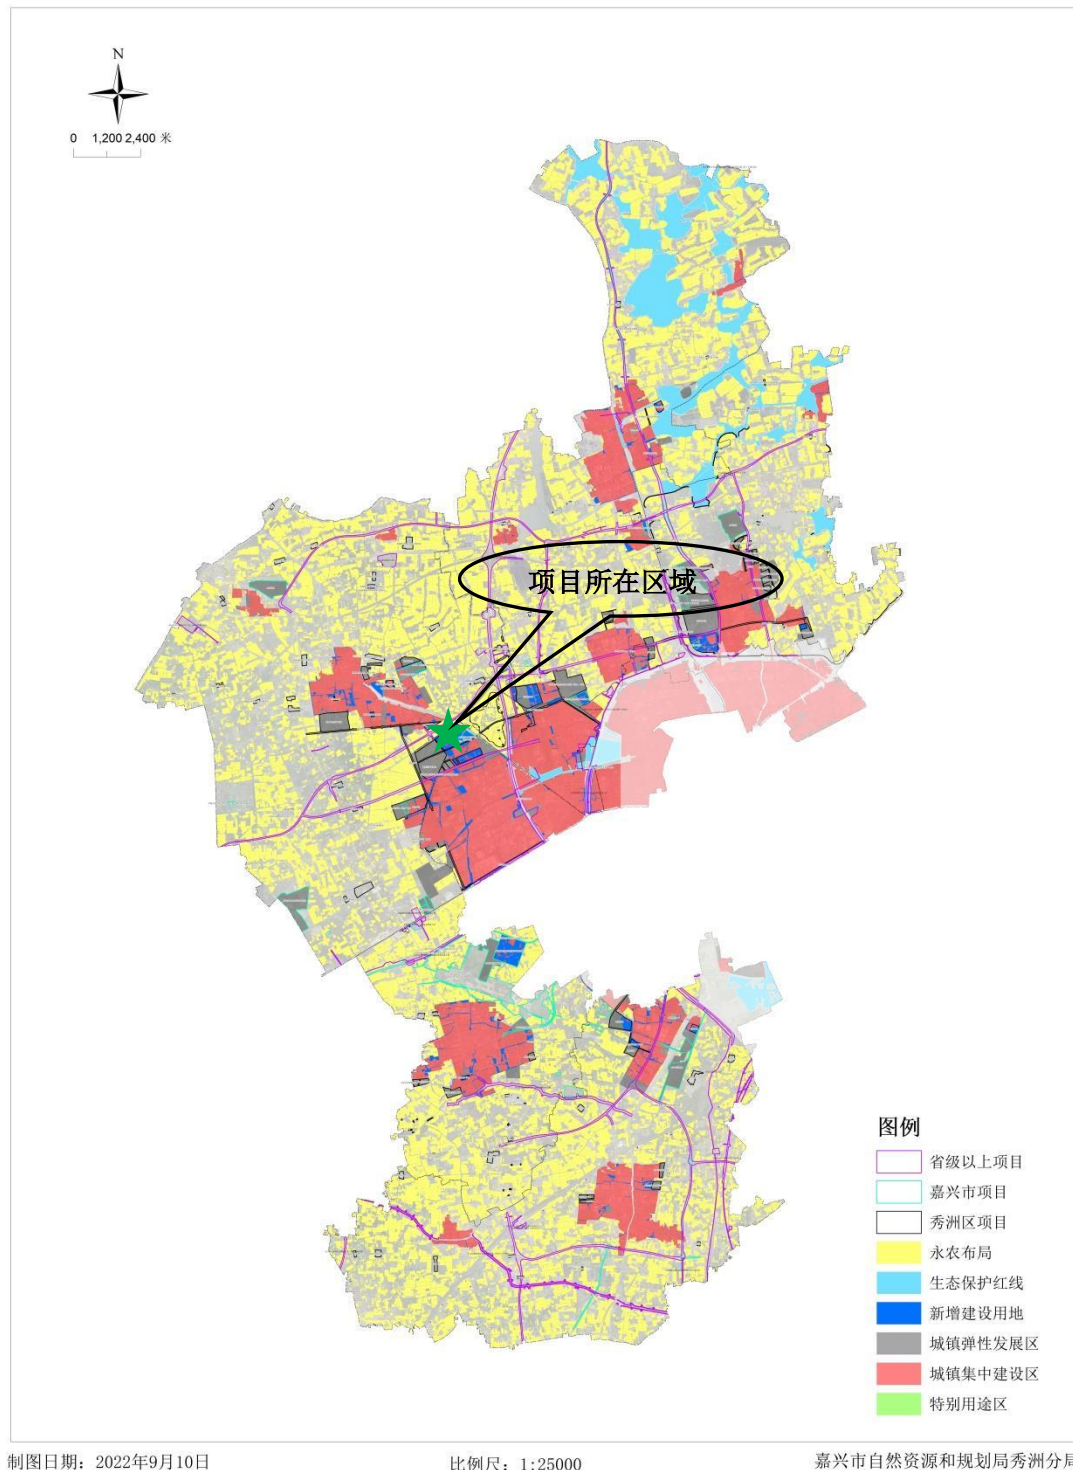 N
0 1,200 2,400 米
项目所在区域
图例
省级以上项目
嘉兴市项目
秀洲区项目
永农布局
生态保护红线
新增建设用地
城镇弹性发展区
城镇集中建设区
特别用途区
制图日期：2022年9月10日
比例尺：1:25000
嘉兴市自然资源和规划局秀洲分局